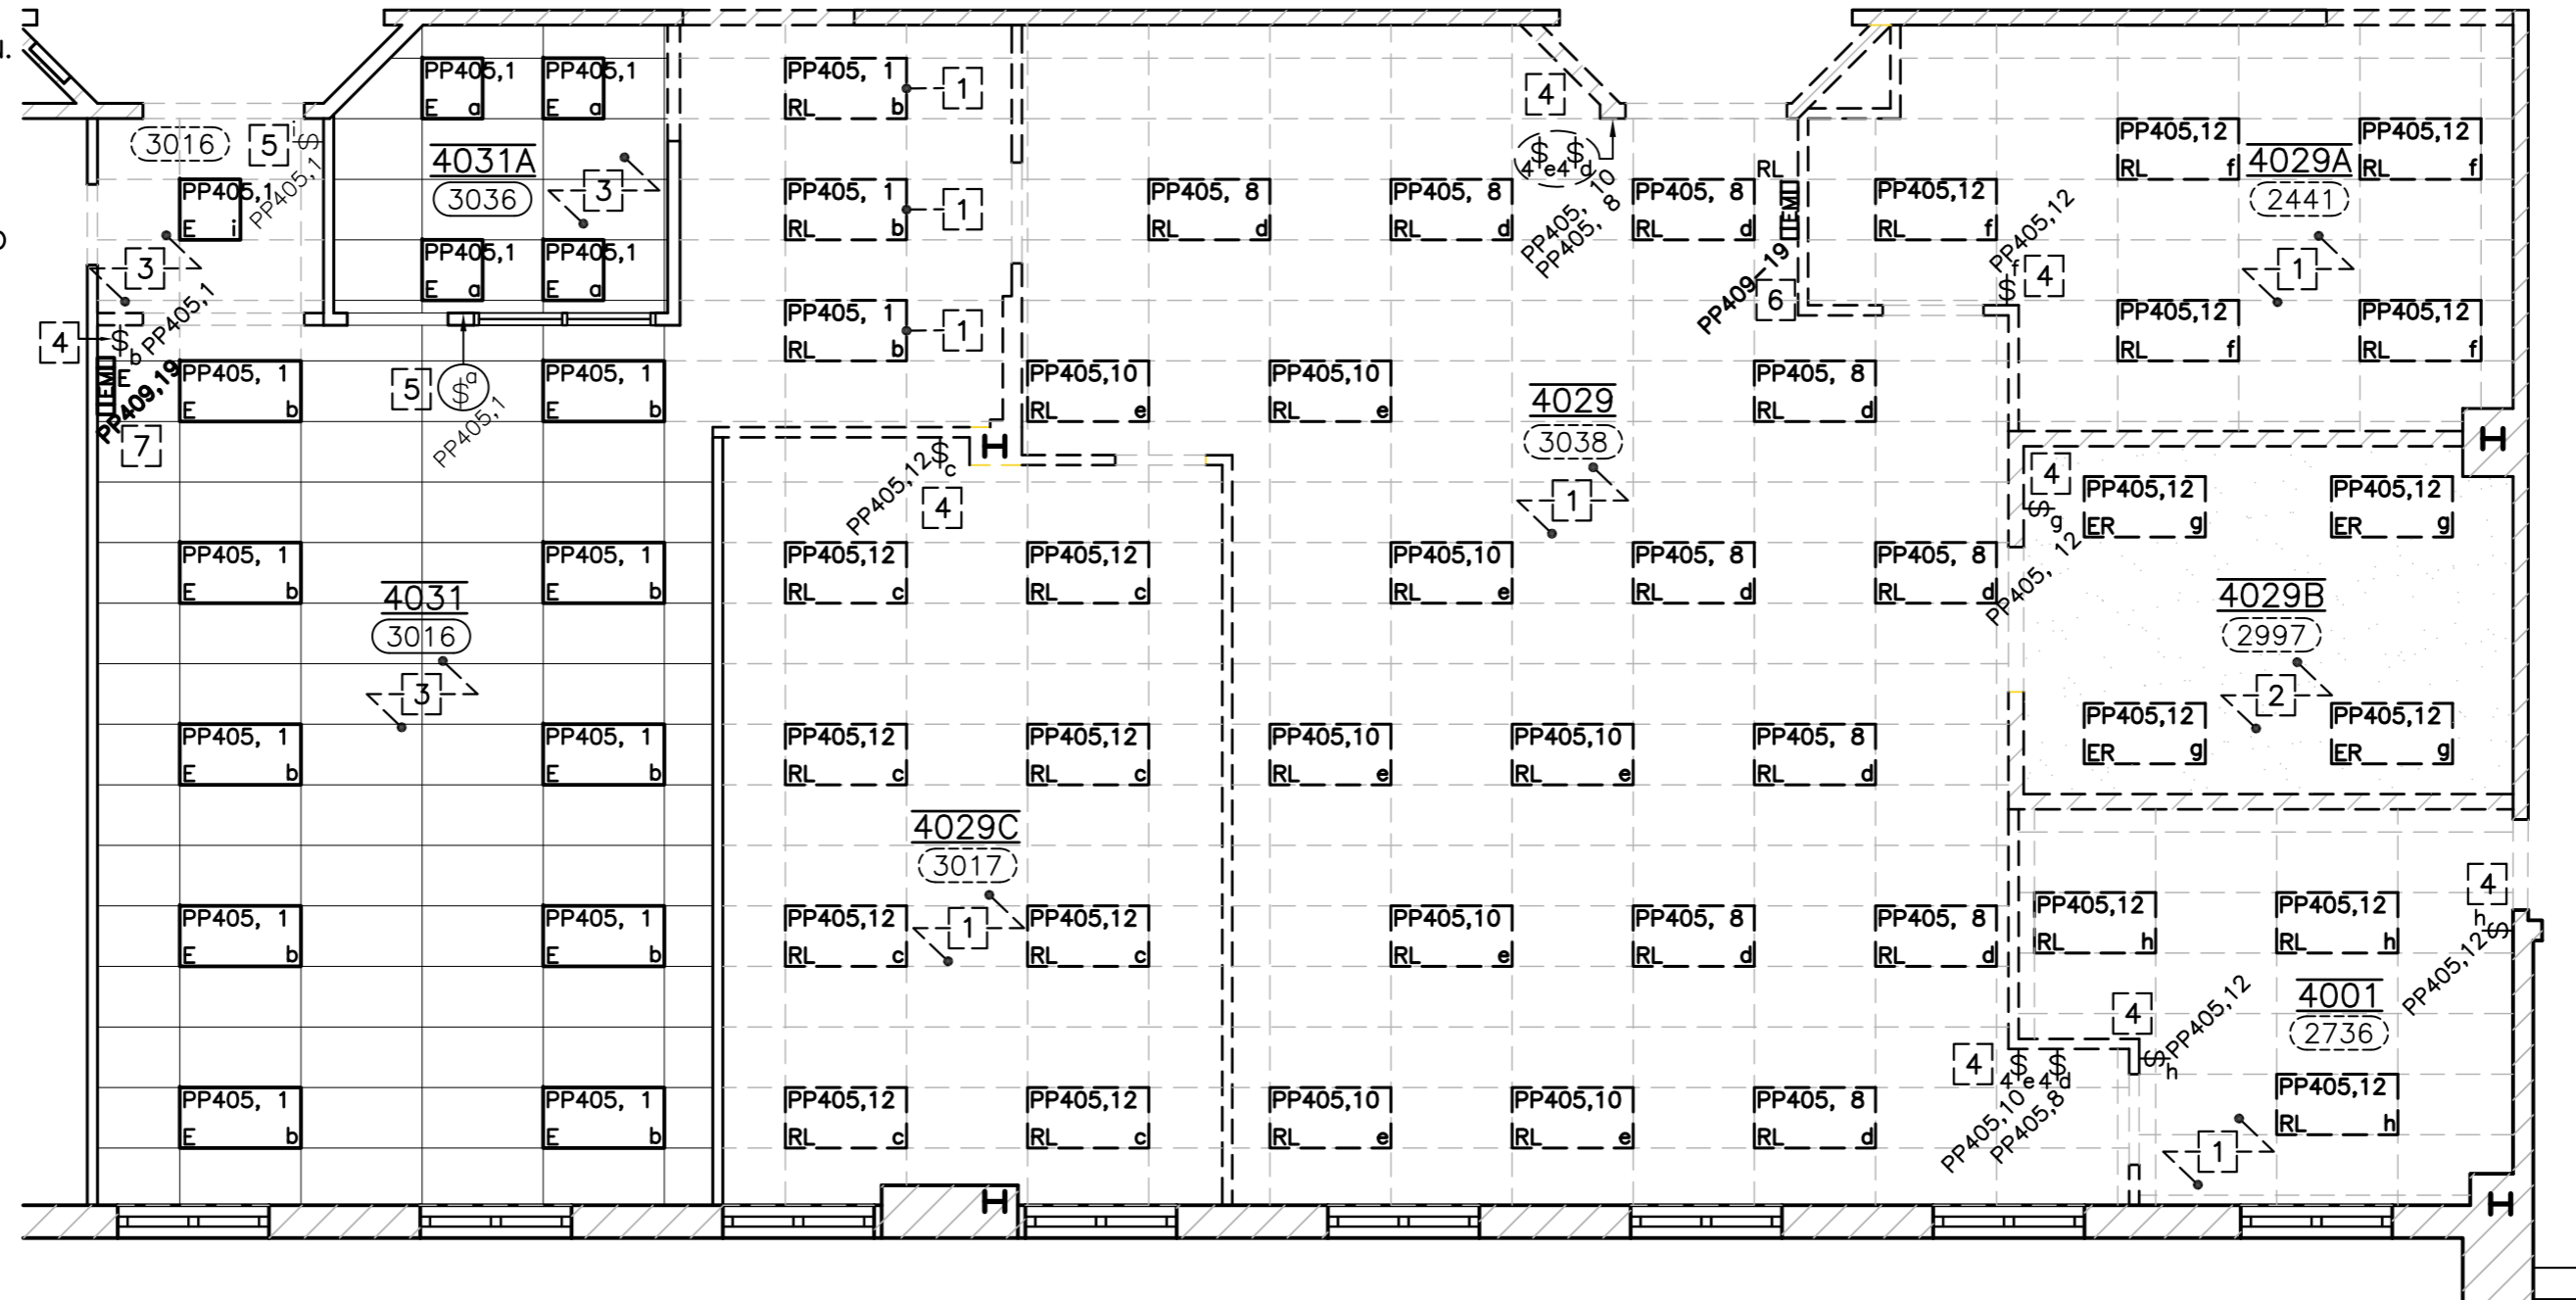 PP405,1
E a
PP405,1
E a
PP405, 1
RL b
1
4
3016
5
i
$
PP405,1
4031A
3036
3
PP405,12
RL f
4029A
2441
PP405,12
RL f
PP405,1
E i
PP405, 1
RL b
1
PP405, 8
RL d
PP405, 8
RL d
$ $
4 e4 d
PP405, 10
PP405, 8
PP405, 8
RL d
RL
ITEM1
PP409-19
6
PP405,12
RL f
PP405,12
$f
4
1
3
PP405,1
E a
PP405,1
E a
PP405, 1
RL b
1
PP405,12
RL f
PP405,12
RL f
4
$b
PP405,1
ITEM1
E
PP409,19
7
PP405, 1
E b
5
$a
PP405,1
PP405, 1
E b
PP405,10
RL e
PP405,10
RL e
4029
3038
1
PP405, 8
RL d
H
H
PP405,12
$c
4
4
$g
PP405, 12
PP405,12
ER g
PP405,12
ER g
PP405, 1
E b
PP405, 1
E b
PP405,12
RL c
PP405,12
RL c
PP405,10
RL e
PP405, 8
RL d
PP405, 8
RL d
4031
3016
3
4029B
2997
2
PP405, 1
E b
PP405, 1
E b
PP405,12
RL c
PP405,12
RL c
PP405,10
RL e
PP405,10
RL e
PP405, 8
RL d
PP405,12
ER g
PP405,12
ER g
4029C
3017
1
PP405, 1
E b
PP405, 1
E b
PP405,12
RL c
PP405,12
RL c
PP405,10
RL e
PP405, 8
RL d
PP405, 8
RL d
PP405,12
RL h
PP405,12
RL h
4
h
$
PP405,12
4001
2736
4
$h
PP405,12
4
$ $
4 e 4 d
PP405,10
PP405,8
PP405, 1
E b
PP405, 1
E b
PP405,12
RL c
PP405,12
RL c
PP405,10
RL e
PP405,10
RL e
PP405, 8
RL d
PP405,12
RL h
1
H
H